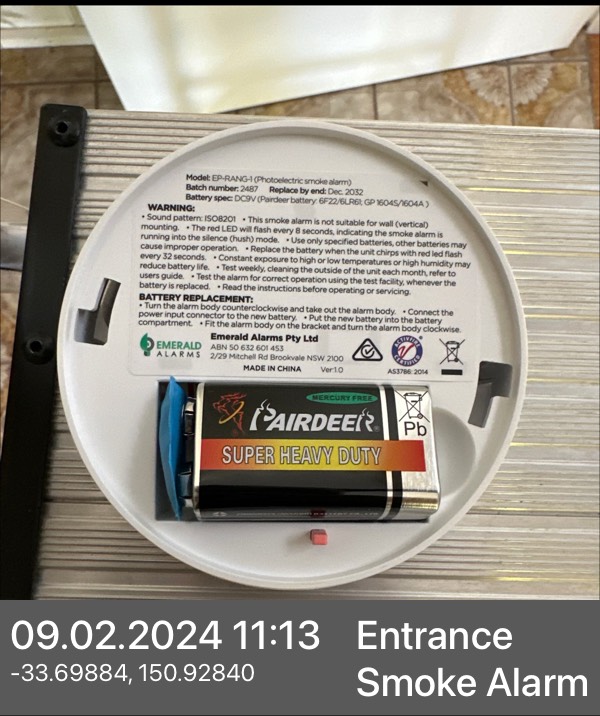 Model: EP-RANG-1 (Photoelectric smoke alarm)
Batch number: 2487 Replace by end: Dec. 2032
Battery spec: DC9V (Pairdeer battery: 6F22/6LR61; GP 1604S/1604A )
WARNING:
• Sound pattern: ISO8201 • This smoke alarm is not suitable for wall (vertical)
mounting. • The red LED will flash every 8 seconds, indicating the smoke alarm is
running into the silence (hush) mode. • Use only specified batteries, other batteries may
cause improper operation. • Replace the battery when the unit chirps with red led flash
every 32 seconds. • Constant exposure to high or low temperatures or high humidity may
reduce battery life. • Test weekly, cleaning the outside of the unit each month, refer to
users guide. • Test the alarm for correct operation using the test facility, whenever the
battery is replaced. • Read the instructions before operating or servicing.
BATTERY REPLACEMENT:
• Turn the alarm body anticlockwise and take out the alarm body. • Connect the
power input connector to the new battery. • Put the new battery into the battery
compartment. • Fit the alarm body on the bracket and turn the alarm body clockwise.
EMERALD
ALARMS
Emerald Alarms Pty Ltd
ABN 50 632 601 453
2/29 Mitchell Rd Brookvale NSW 2100
MADE IN CHINA Ver1.0
AS3786: 2014
MERCURY FREE
PAIRDEER
SUPER HEAVY DUTY
Pb
09.02.2024 11:13
-33.69884, 150.92840
Entrance
Smoke Alarm